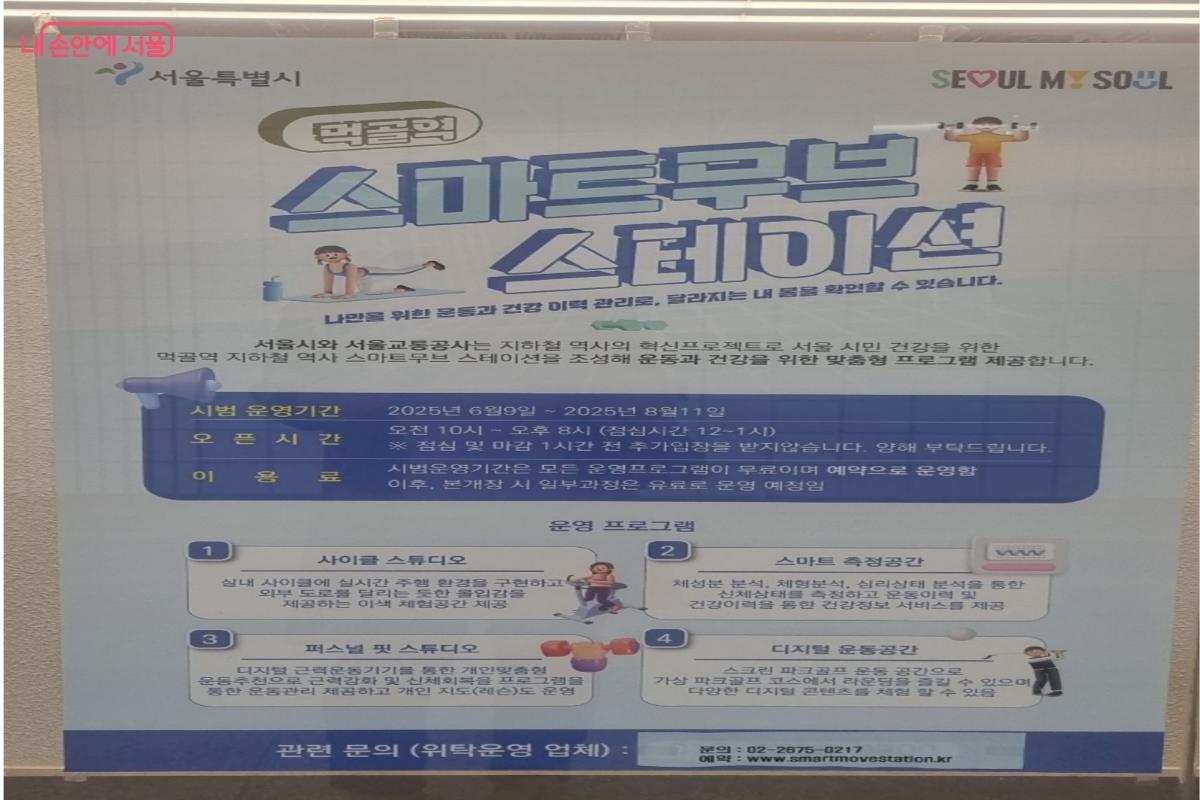 내 손안에 서울
서울특별시
SEOUL MY SOUL
먹골역
스마트무브
스테이션
나만을 위한 운동과 건강 이력 관리로, 달라지는 내 몸을 확인할 수 있습니다.
서울시와 서울교통공사는 지하철 역사의 혁신프로젝트로 서울 시민 건강을 위한
먹골역 지하철 역사 스마트무브 스테이션을 조성해 운동과 건강을 위한 맞춤형 프로그램 제공합니다.
시범 운영기간 2025년 6월9일 ~ 2025년 8월11일
오픈시간 오전 10시 ~ 오후 8시 (점심시간 12~1시)
※ 점심 및 마감 1시간 전 추가입장을 받지않습니다. 양해 부탁드립니다.
이용료 시범운영기간은 모든 운영프로그램이 무료이며 예약으로 운영함
이후, 본개장 시 일부과정은 유료로 운영 예정임
운영 프로그램
1
사이클 스튜디오
실내 사이클에 실시간 주행 환경을 구현하고
외부 도로를 달리는 듯한 몰입감을
제공하는 이색 체험공간 제공
2
스마트 측정공간
체성분 분석, 체형분석, 심리상태 분석을 통한
신체상태를 측정하고 운동이력 및
건강이력을 통한 건강정보 서비스를 제공
3
퍼스널 핏 스튜디오
디지털 근력운동기기를 통한 개인맞춤형
운동추천으로 근력강화 및 신체회복을 프로그램을
통한 운동관리 제공하고 개인 지도(레슨)도 운영
4
디지털 운동공간
스크린 파크골프 운동 공간으로
가상 파크골프 코스에서 라운딩을 즐길 수 있으며
다양한 디지털 콘텐츠를 체험 할 수 있음
관련 문의 (위탁운영 업체) :
문의 : 02-2675-0217
예약 : www.smartmovestation.kr